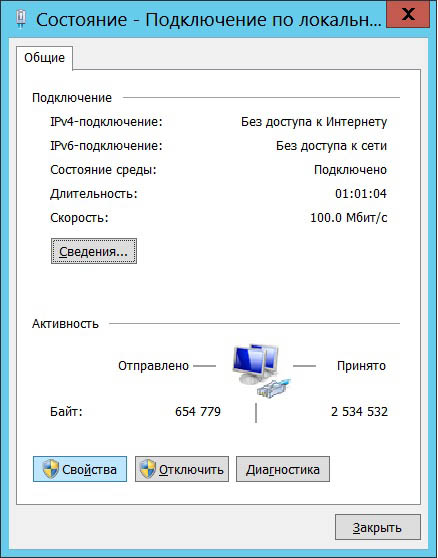 Состояние - Подключение по локальн...
Общие
Подключение
IPv4-подключение: Без доступа к Интернету
IPv6-подключение: Без доступа к сети
Состояние среды: Подключено
Длительность: 01:01:04
Скорость: 100.0 Мбит/с
Сведения...
Активность
Отправлено — Принято
Байт: 654 779 2 534 532
Свойства Отключить Диагностика
Закрыть